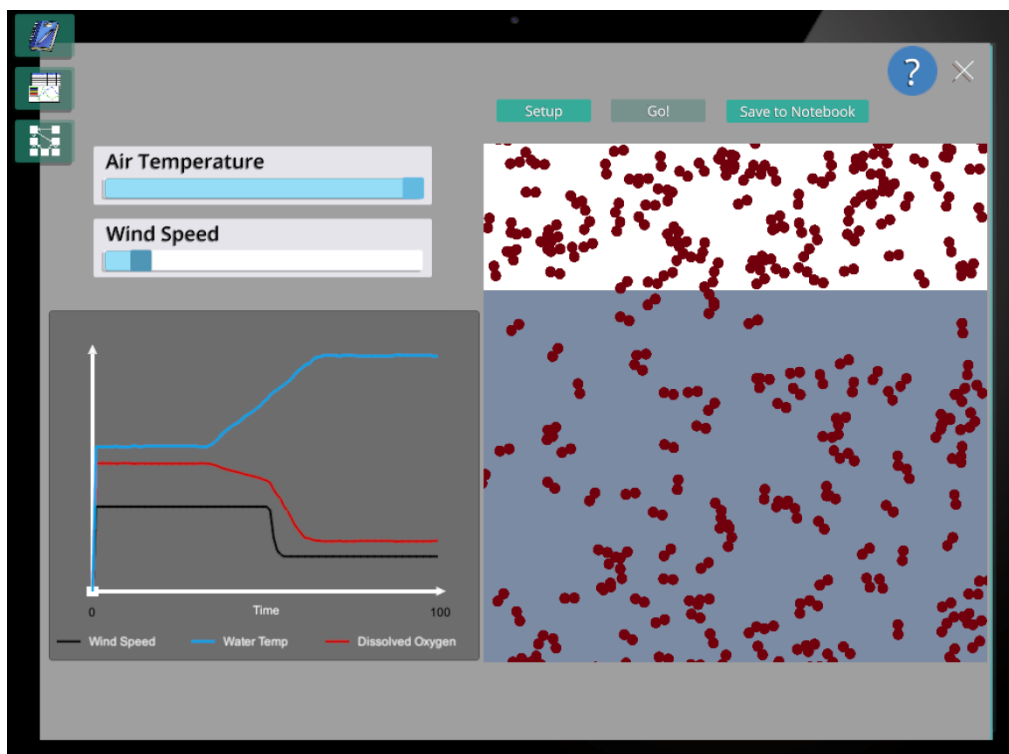 ?
Setup
Go!
Save to Notebook
Air Temperature
Wind Speed
0
Time
100
Wind Speed
Water Temp
Dissolved Oxygen